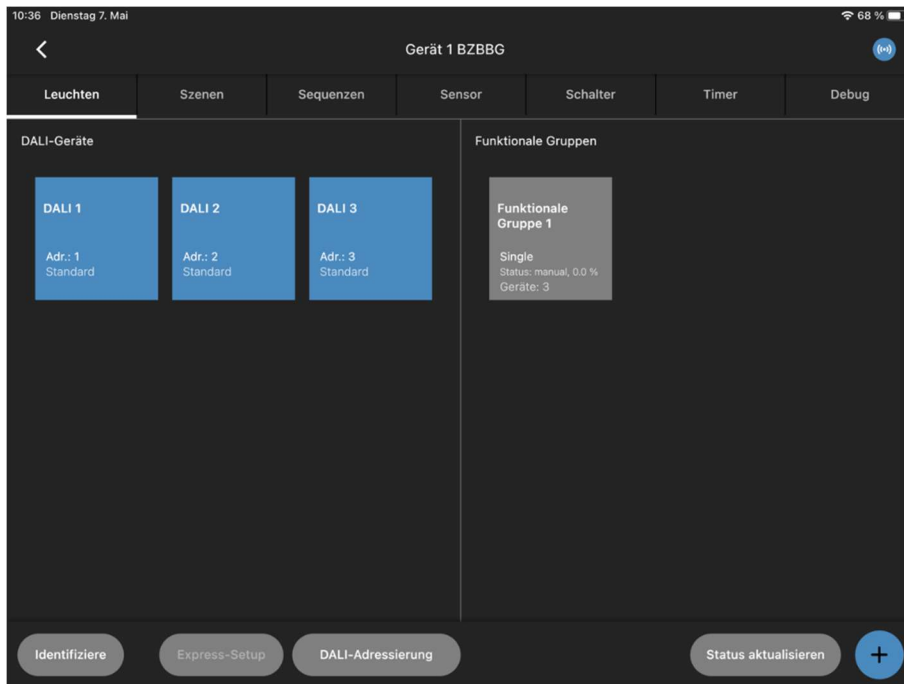 10:36 Dienstag 7. Mai
68 %
Gerät 1 BZBBG
Leuchten
Szenen
Sequenzen
Sensor
Schalter
Timer
Debug
DALI-Geräte
DALI 1
Adr.: 1
Standard
DALI 2
Adr.: 2
Standard
DALI 3
Adr.: 3
Standard
Funktionale Gruppen
Funktionale
Gruppe 1
Single
Status: manual, 0.0 %
Geräte: 3
Identifiziere
Express-Setup
DALI-Adressierung
Status aktualisieren
+